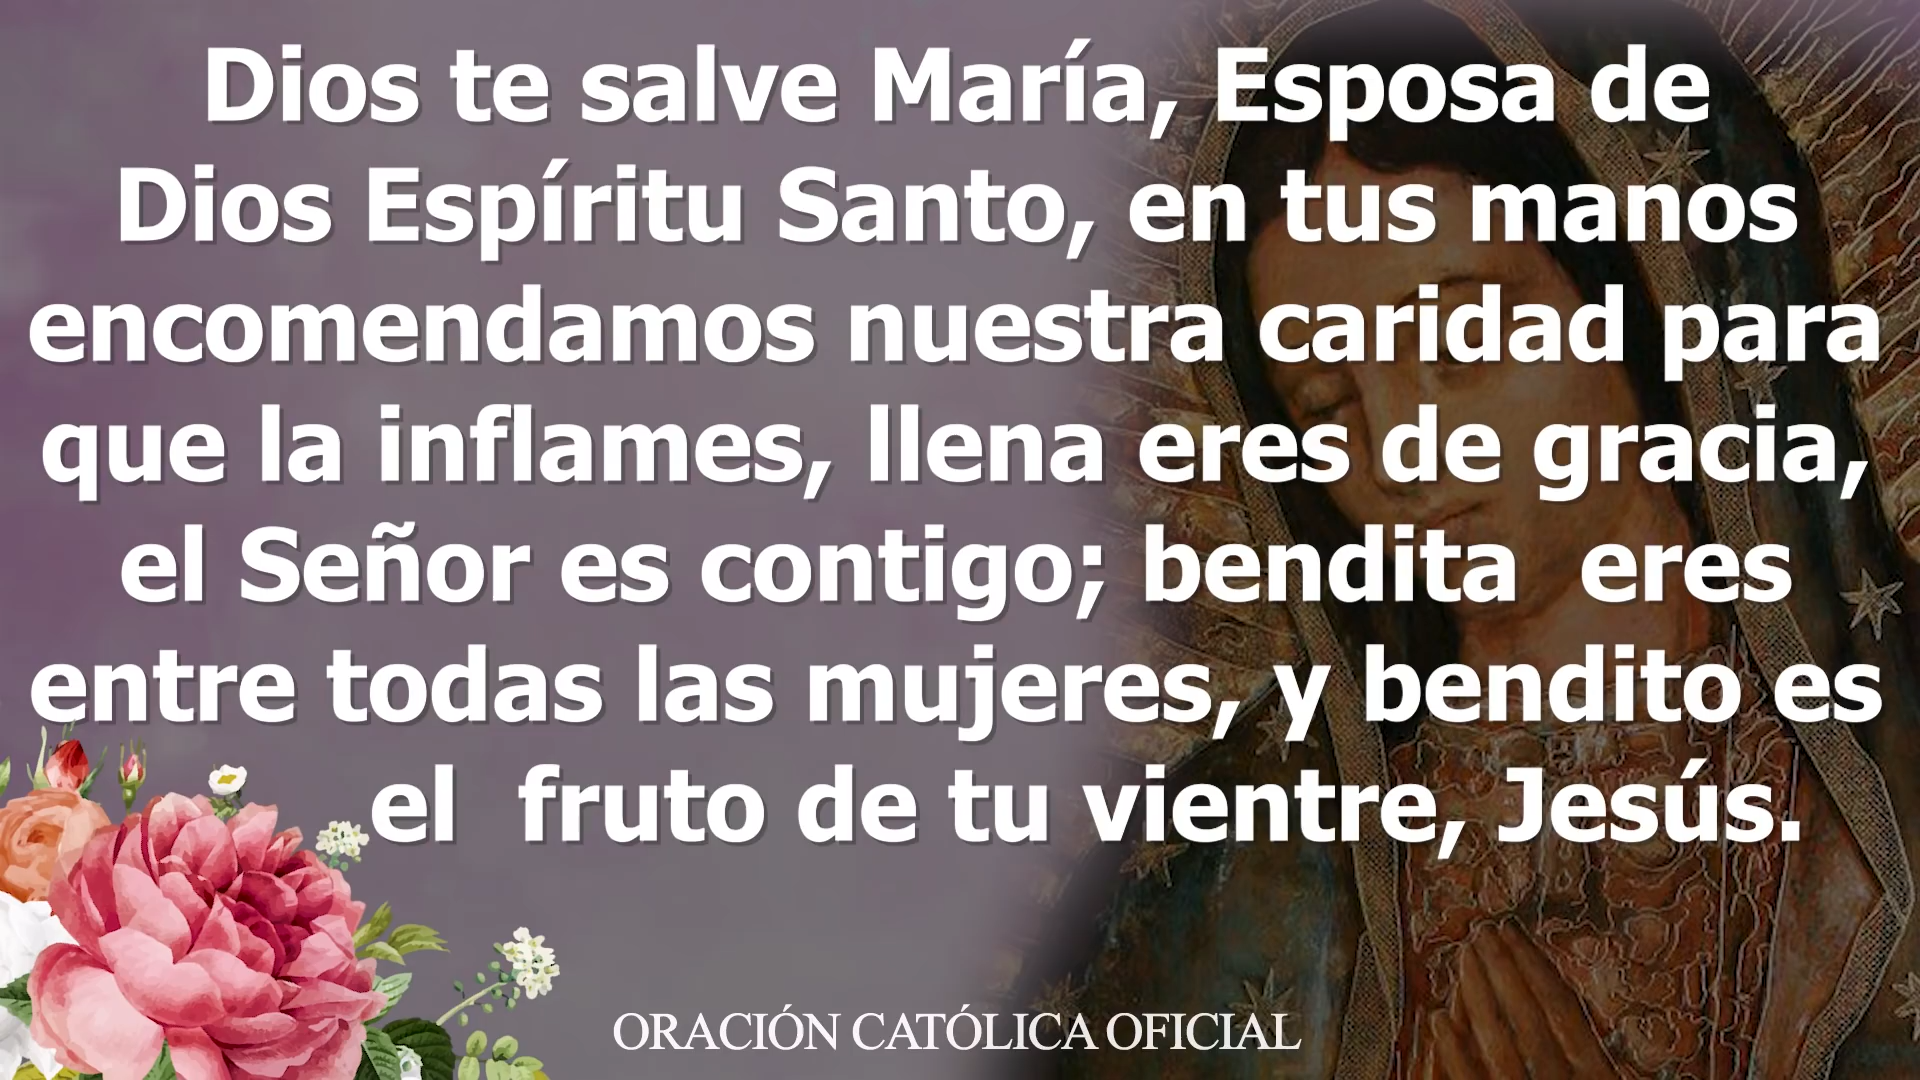 Dios te salve María, Esposa de
Dios Espíritu Santo, en tus manos
encomendamos nuestra caridad para
que la inflames, llena eres de gracia,
el Señor es contigo; bendita eres
entre todas las mujeres, y bendito es
el fruto de tu vientre, Jesús.
ORACIÓN CATÓLICA OFICIAL